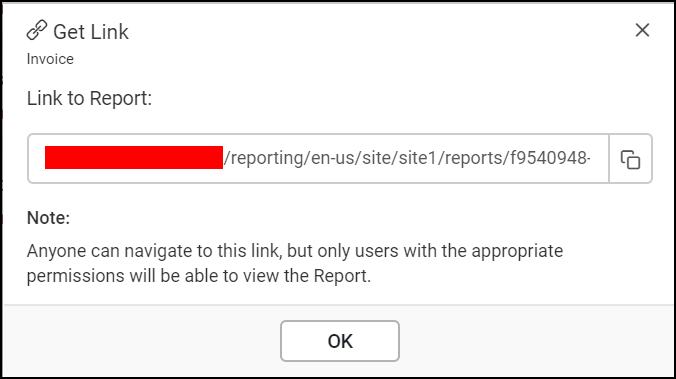 Get Link
Invoice
Link to Report:
/reporting/en-us/site/site1/reports/f9540948-
Note:
Anyone can navigate to this link, but only users with the appropriate
permissions will be able to view the Report.
OK